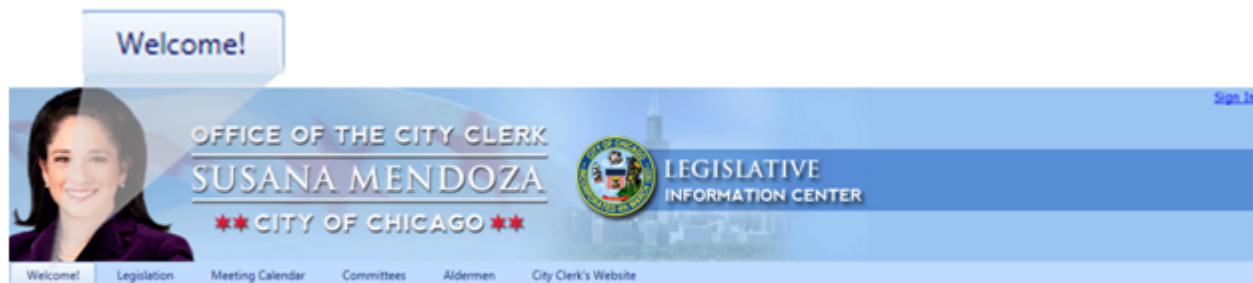 Welcome!
Sign In
OFFICE OF THE CITY CLERK
SUSANA MENDOZA
CITY OF CHICAGO
LEGISLATIVE
INFORMATION CENTER
Welcome! Legislation Meeting Calendar Committees Aldermen City Clerk's Website